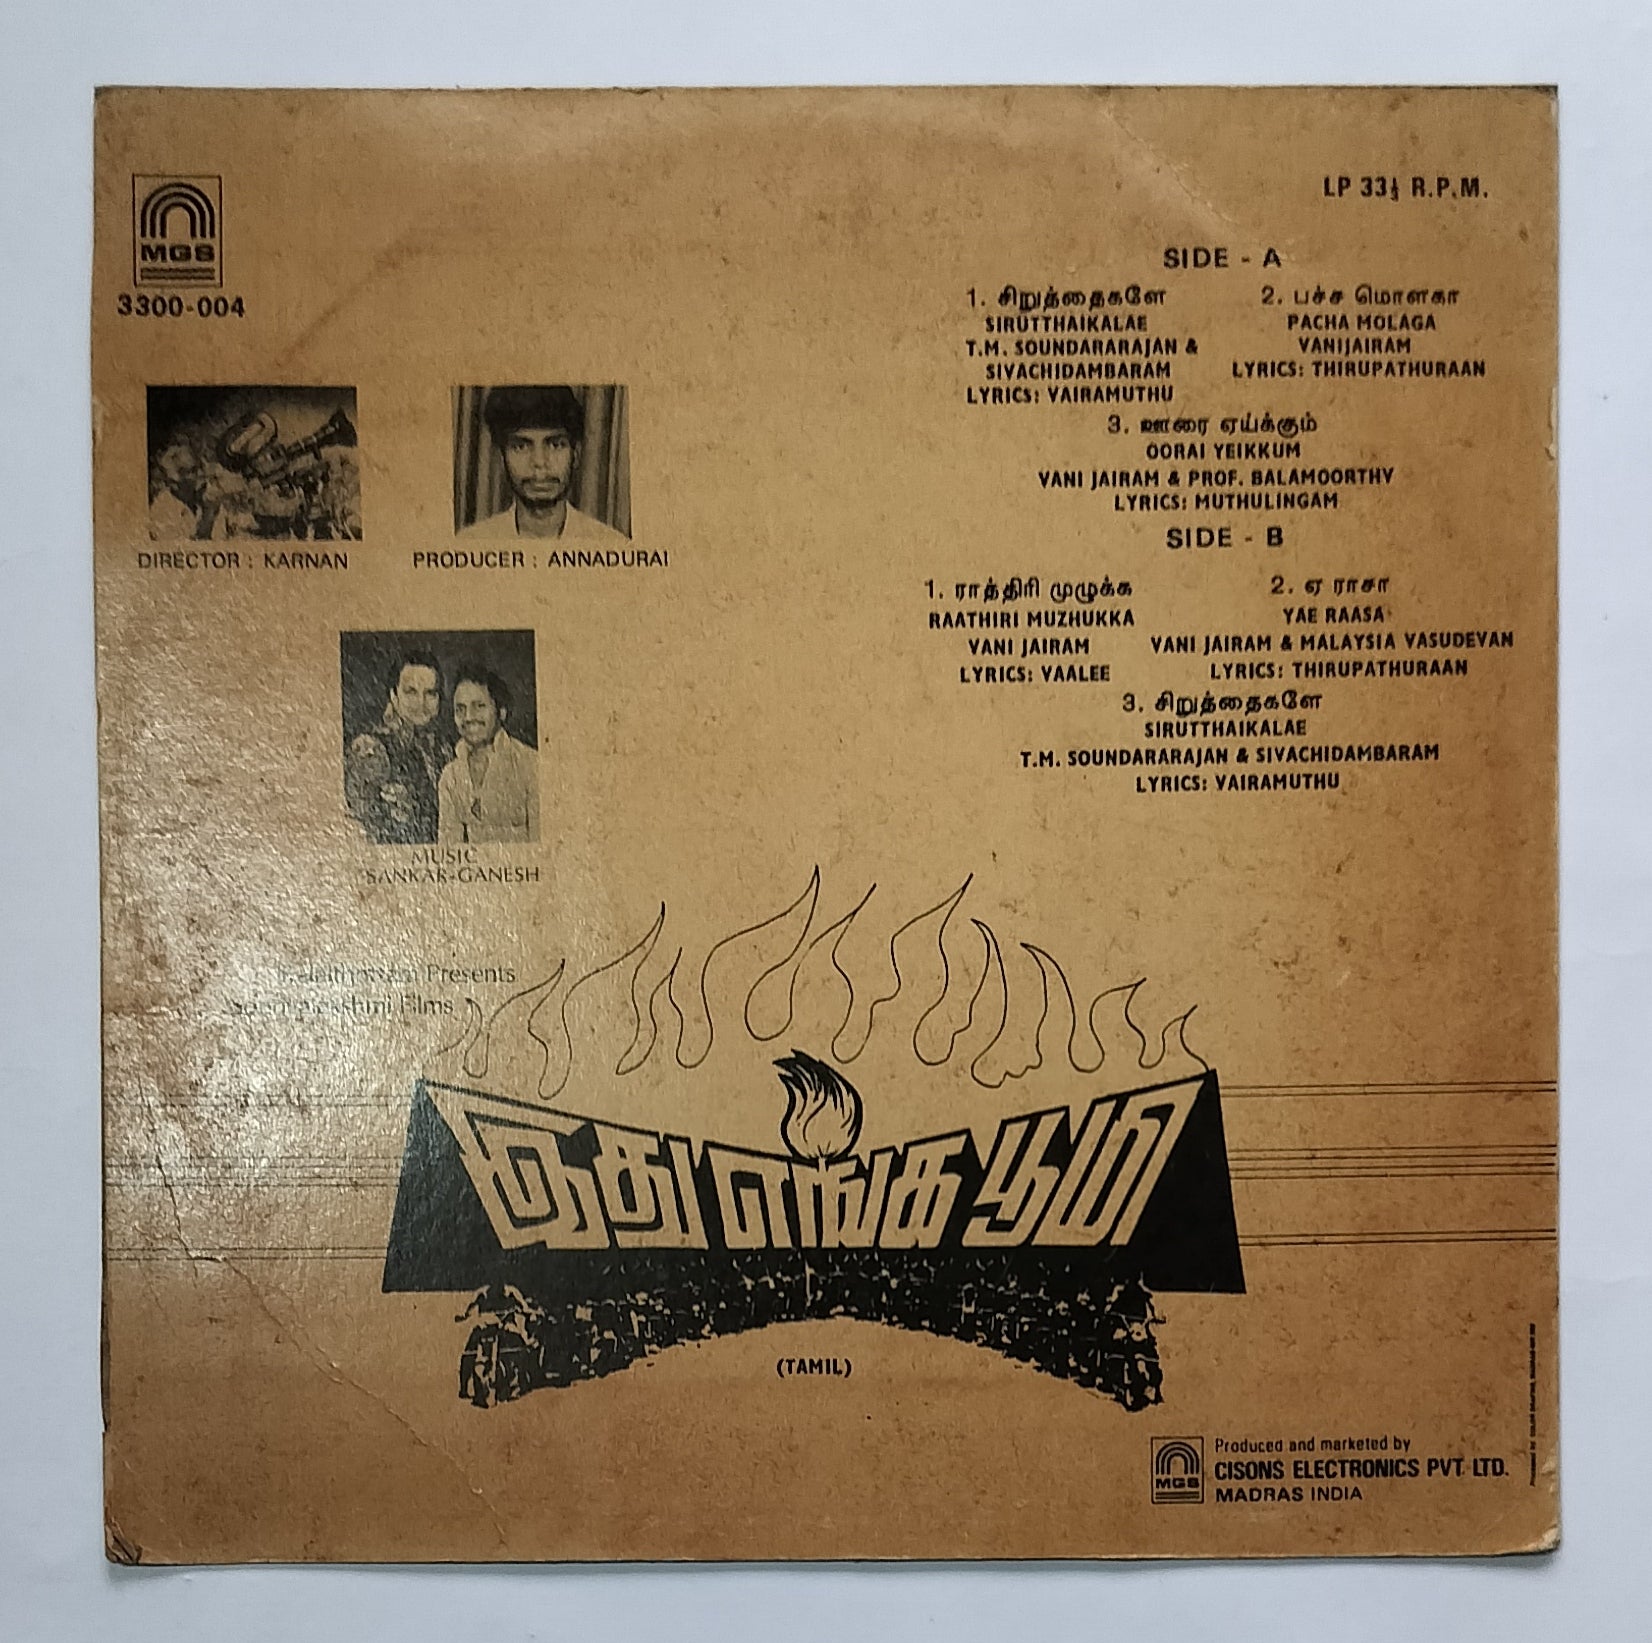 MGS
3300-004
LP 33⅓ R.P.M.
SIDE - A
1. சிறுத்தைகளே
SIRUTTHAIKALAE
T.M. SOUNDARARAJAN &
SIVACHIDAMBARAM
LYRICS: VAIRAMUTHU
2. பச்ச மொளகா
PACHA MOLAGA
VANIJAIRAM
LYRICS: THIRUPATHURAAN
3. ஊரை ஏய்க்கும்
OORAI YEIKKUM
VANI JAIRAM & PROF. BALAMOORTHY
LYRICS: MUTHULINGAM
SIDE - B
1. ராத்திரி முழுக்க
RAATHIRI MUZHUKKA
VANI JAIRAM
LYRICS: VAALEE
2. ஏ ராசா
YAE RAASA
VANI JAIRAM & MALAYSIA VASUDEVAN
LYRICS: THIRUPATHURAAN
3. சிறுத்தைகளே
SIRUTTHAIKALAE
T.M. SOUNDARARAJAN & SIVACHIDAMBARAM
LYRICS: VAIRAMUTHU
DIRECTOR : KARNAN
PRODUCER : ANNADURAI
MUSIC
SANKAR-GANESH
Presents
Films
இது எங்க பூமி
(TAMIL)
MGS
Produced and marketed by
CISONS ELECTRONICS PVT. LTD.
MADRAS INDIA